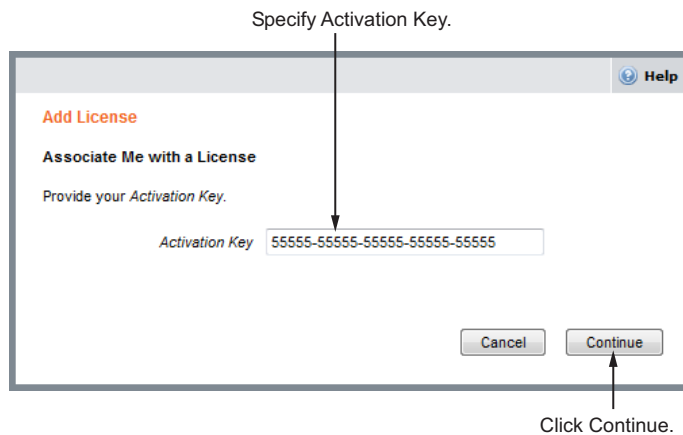 Specify Activation Key.
Help
Add License
Associate Me with a License
Provide your Activation Key.
Activation Key 55555-55555-55555-55555-55555
Cancel Continue
Click Continue.